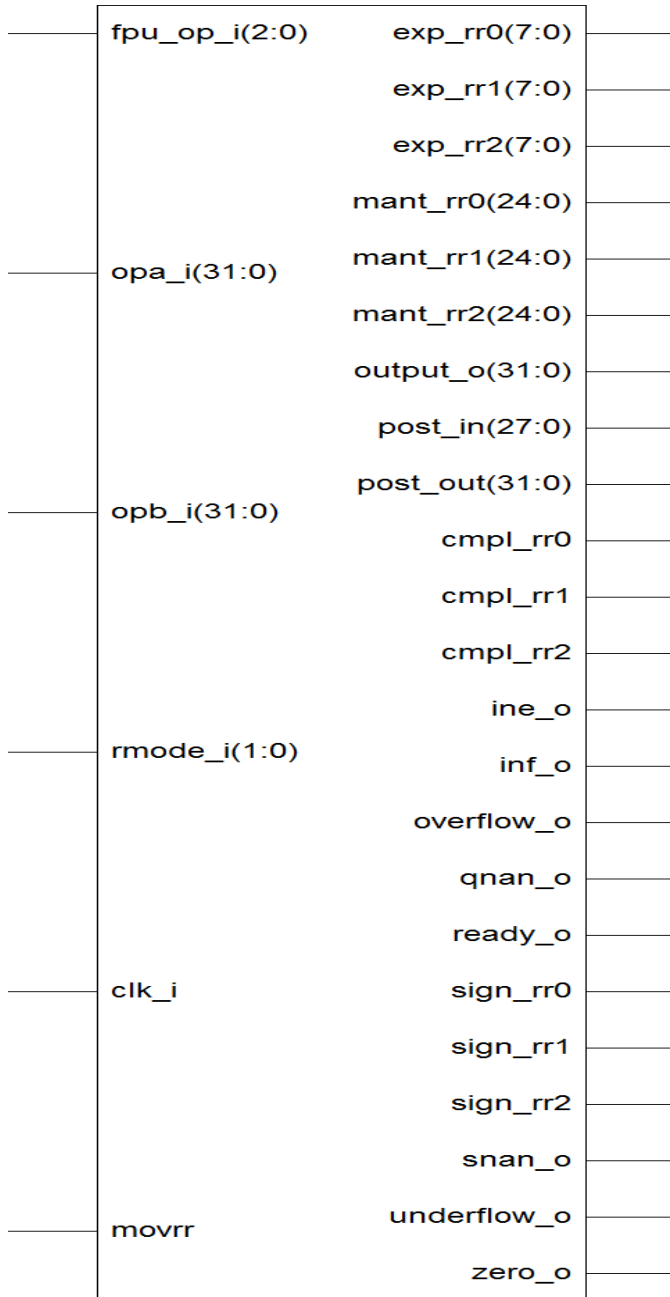 fpu_op_i(2:0)
exp_rr0(7:0)
exp_rr1(7:0)
exp_rr2(7:0)
mant_rr0(24:0)
opa_i(31:0)
mant_rr1(24:0)
mant_rr2(24:0)
output_o(31:0)
post_in(27:0)
post_out(31:0)
opb_i(31:0)
cmpl_rr0
cmpl_rr1
cmpl_rr2
ine_o
rmode_i(1:0)
inf_o
overflow_o
qnan_o
ready_o
clk_i
sign_rr0
sign_rr1
sign_rr2
snan_o
movrr
underflow_o
zero_o